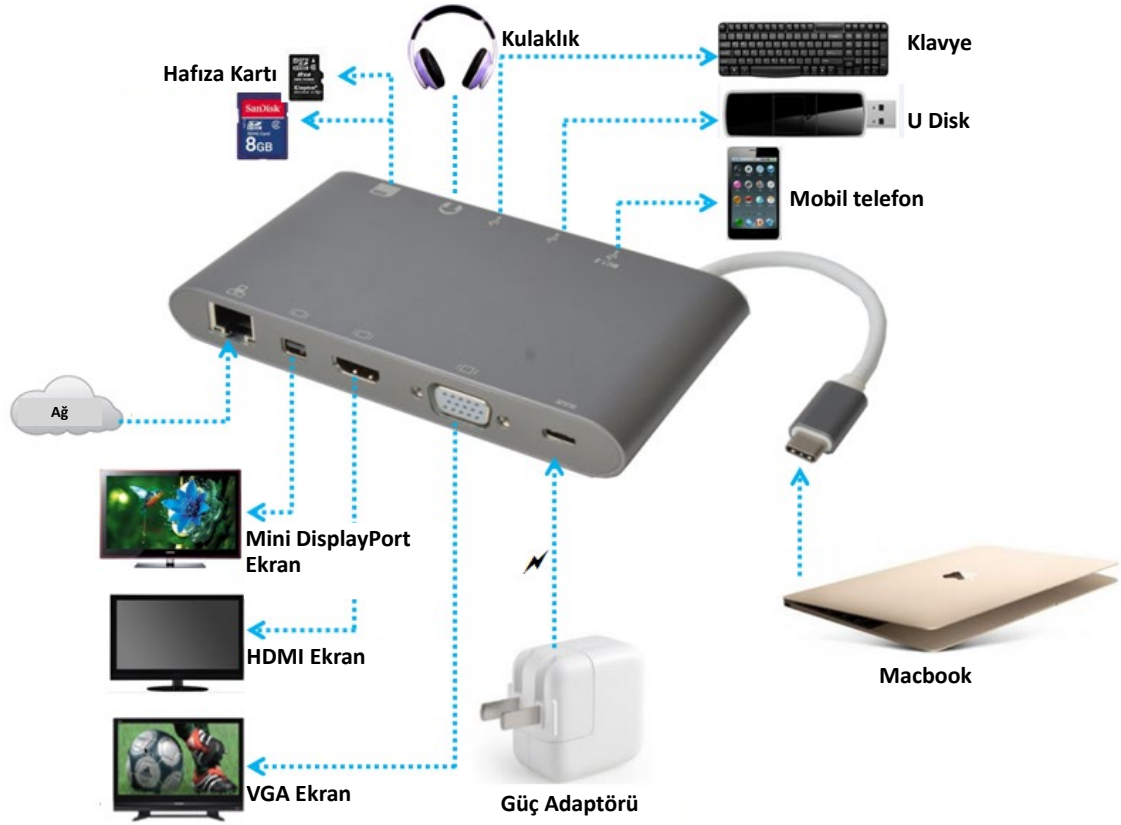 Kulaklık
Klavye
Hafıza Kartı
SanDisk
8GB
U Disk
Mobil telefon
Ağ
Mini DisplayPort
Ekran
HDMI Ekran
Macbook
VGA Ekran
Güç Adaptörü